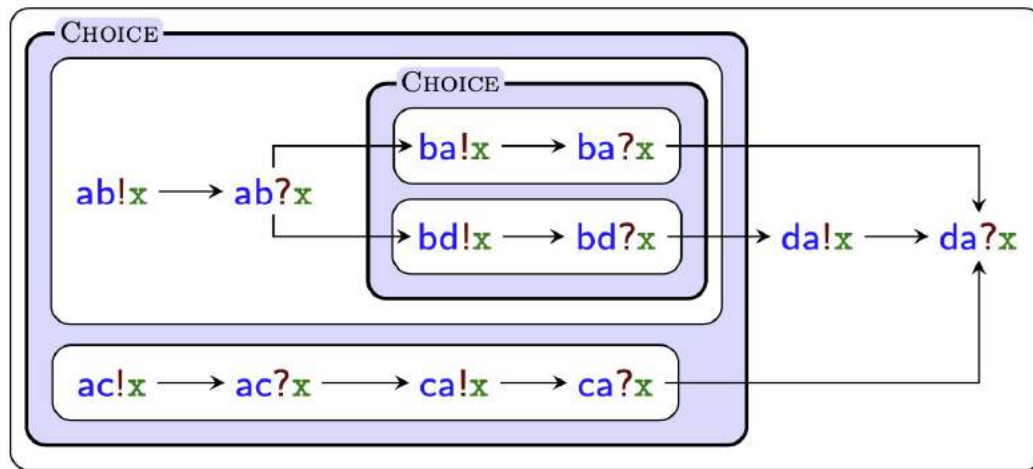 CHOICE
CHOICE
ba!x ba?x
ab!x ab?x
bd!x bd?x da!x da?x
ac!x ac?x ca!x ca?x